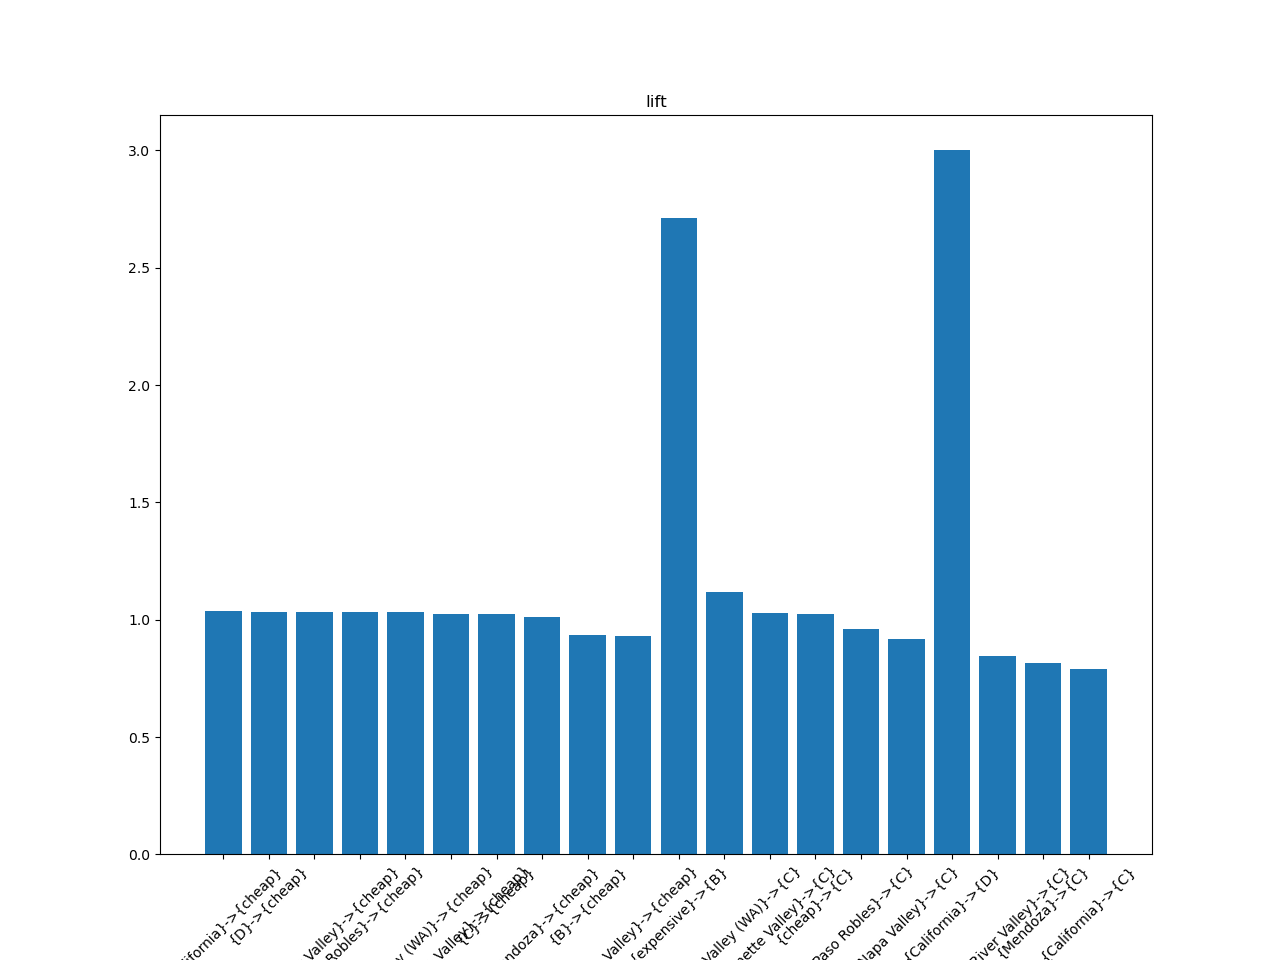 lift
3.0
2.5
2.0
1.5
1.0
0.5
0.0
ifornia}->{cheap}
{D}->{cheap}
Valley}->{cheap}
Robles}->{cheap}
(WA)}->{cheap}
Valley}->{cheap}
{C}->{cheap}
ndoza}->{cheap}
{B}->{cheap}
Valley}->{cheap}
{expensive}->{B}
Valley (WA)}->{C}
ette Valley}->{C}
{cheap}->{C}
Paso Robles}->{C}
Napa Valley}->{C}
{California}->{D}
River Valley}->{C}
{Mendoza}->{C}
{California}->{C}